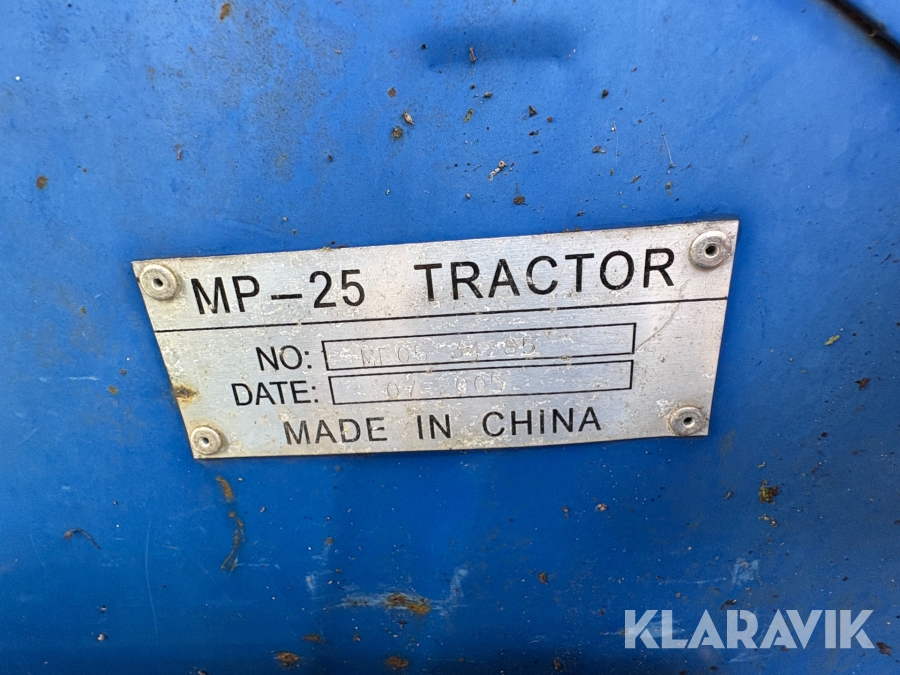 MP-25 TRACTOR
NO:
DATE:
MADE IN CHINA
KLARAVIK